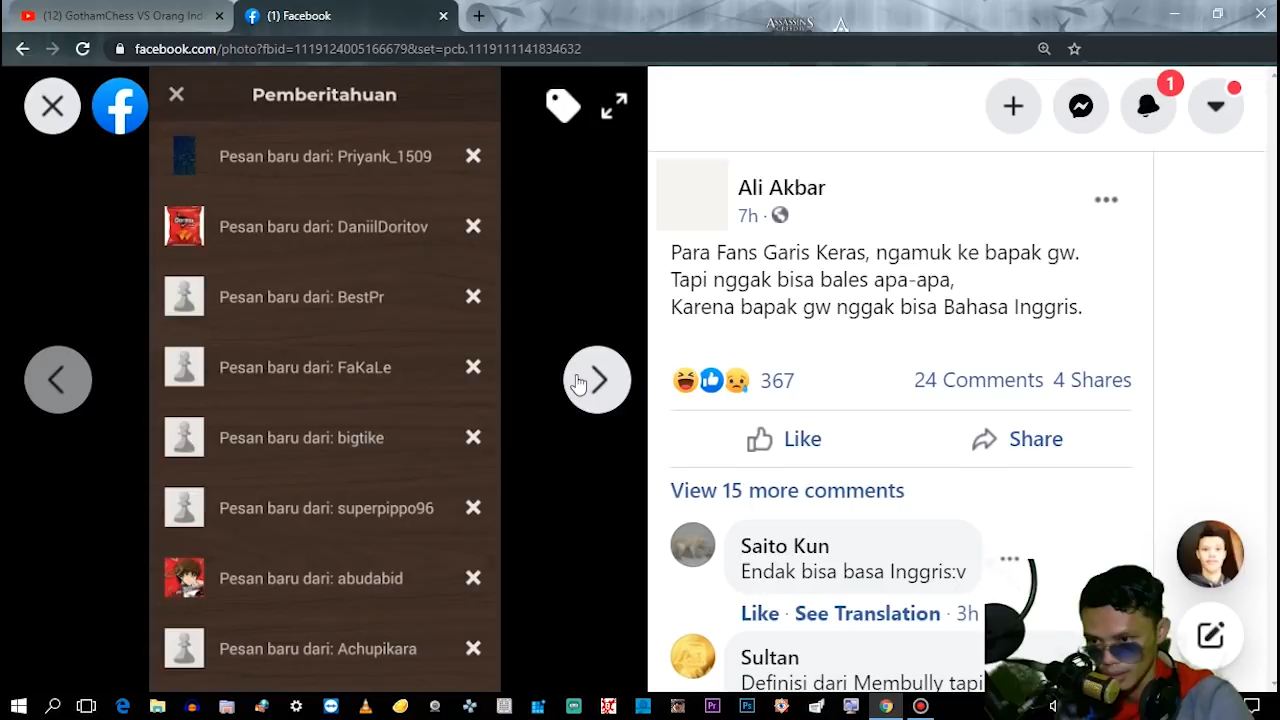 (12) GothamChess VS Orang Ind
(1) Facebook
ASSASSINS
facebook.com/photo?fbid=1119124005166679&set=pcb.1119111141834632
Pemberitahuan
Pesan baru dari: Priyank_1509
Pesan baru dari: DaniilDoritov
Pesan baru dari: BestPr
Pesan baru dari: FaKaLe
Pesan baru dari: bigtike
Pesan baru dari: superpippo96
Pesan baru dari: abudabid
Pesan baru dari: Achupikara
1
Ali Akbar
7h
Para Fans Garis Keras, ngamuk ke bapak gw.
Tapi nggak bisa bales apa-apa,
Karena bapak gw nggak bisa Bahasa Inggris.
367
24 Comments 4 Shares
Like
Share
View 15 more comments
Saito Kun
Endak bisa basa Inggris:v
Like · See Translation · 3h
Sultan
Definisi dari Membully tapi